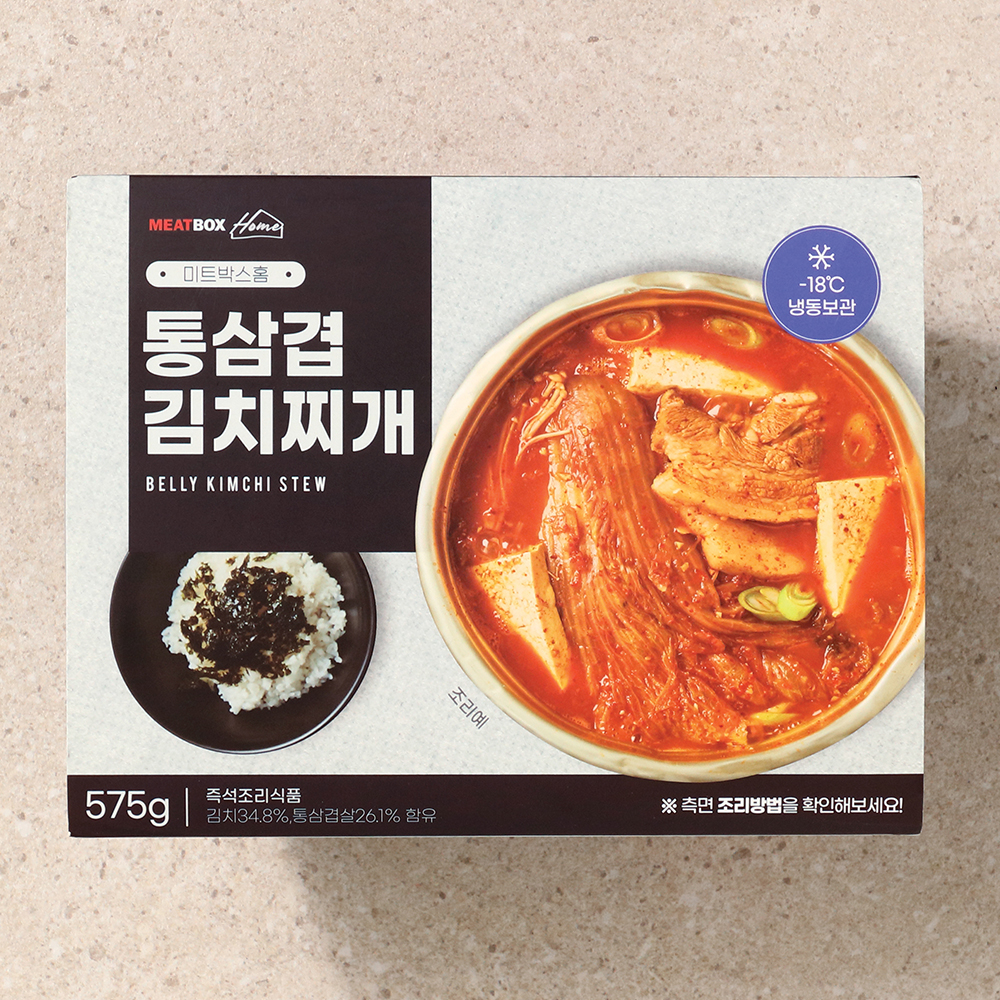 MEATBOX Home
미트박스홈
통삼겹
김치찌개
BELLY KIMCHI STEW
-18℃
냉동보관
조리예
575g
즉석조리식품
김치34.8%,통삼겹살26.1% 함유
※ 측면 조리방법을 확인해보세요!